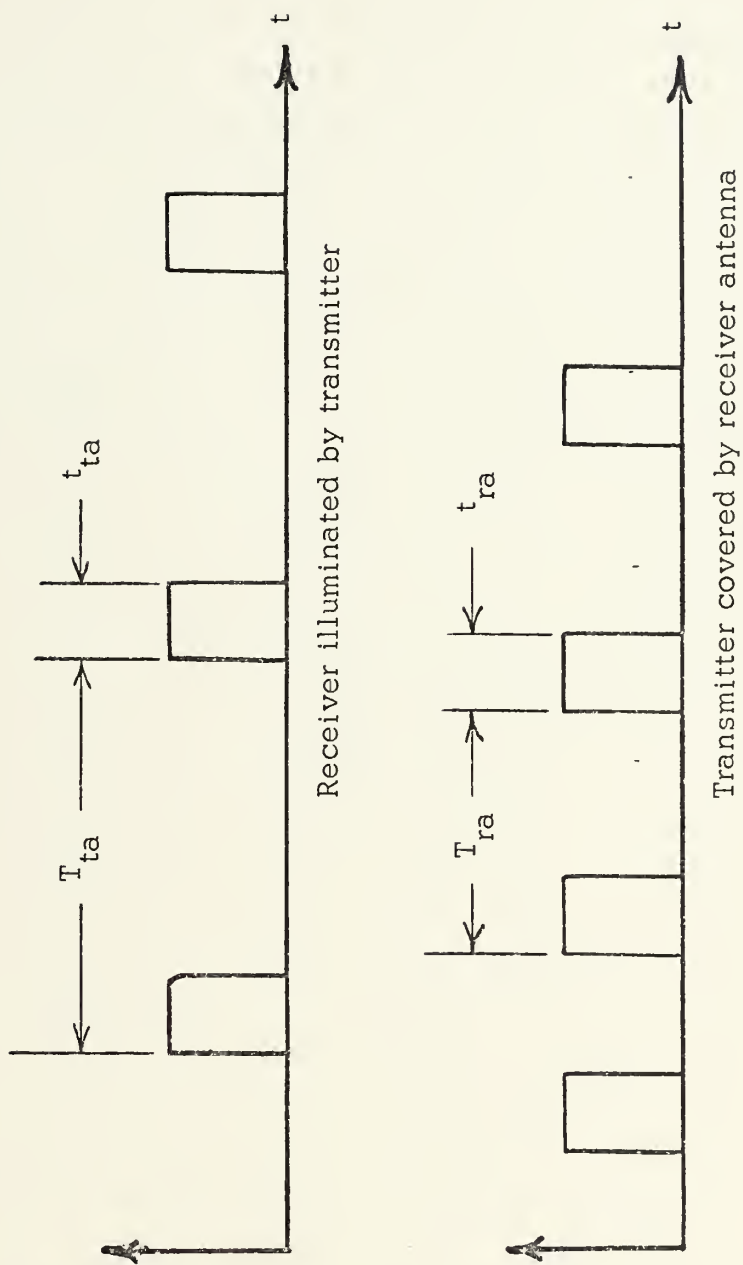 T_ta
t_ta
t
Receiver illuminated by transmitter
T_ra
t_ra
t
Transmitter covered by receiver antenna